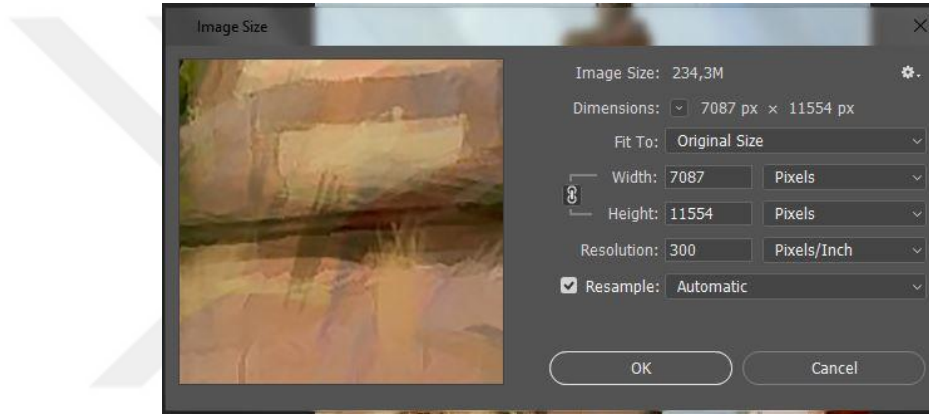 Image Size
Image Size: 234,3M
Dimensions: 7087 px × 11554 px
Fit To: Original Size
Width: 7087 Pixels
Height: 11554 Pixels
Resolution: 300 Pixels/Inch
Resample: Automatic
OK Cancel